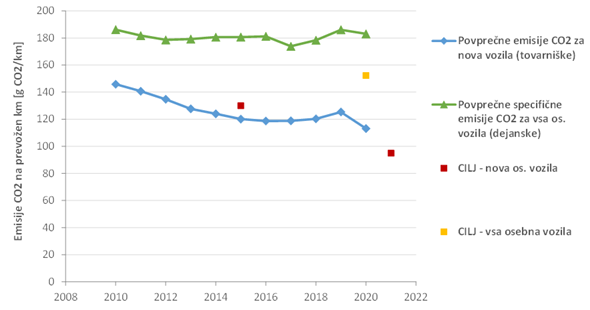 Emisije CO2 na prevožen km [g CO2/km]
200
180
160
140
120
100
80
60
40
20
0
2008
2010
2012
2014
2016
2018
2020
2022
Povprečne emisije CO2 za
nova vozila (tovarniške)
Povprečne specifične
emisije CO2 za vsa os.
vozila (dejanske)
CILJ - nova os. vozila
CILJ - vsa osebna vozila